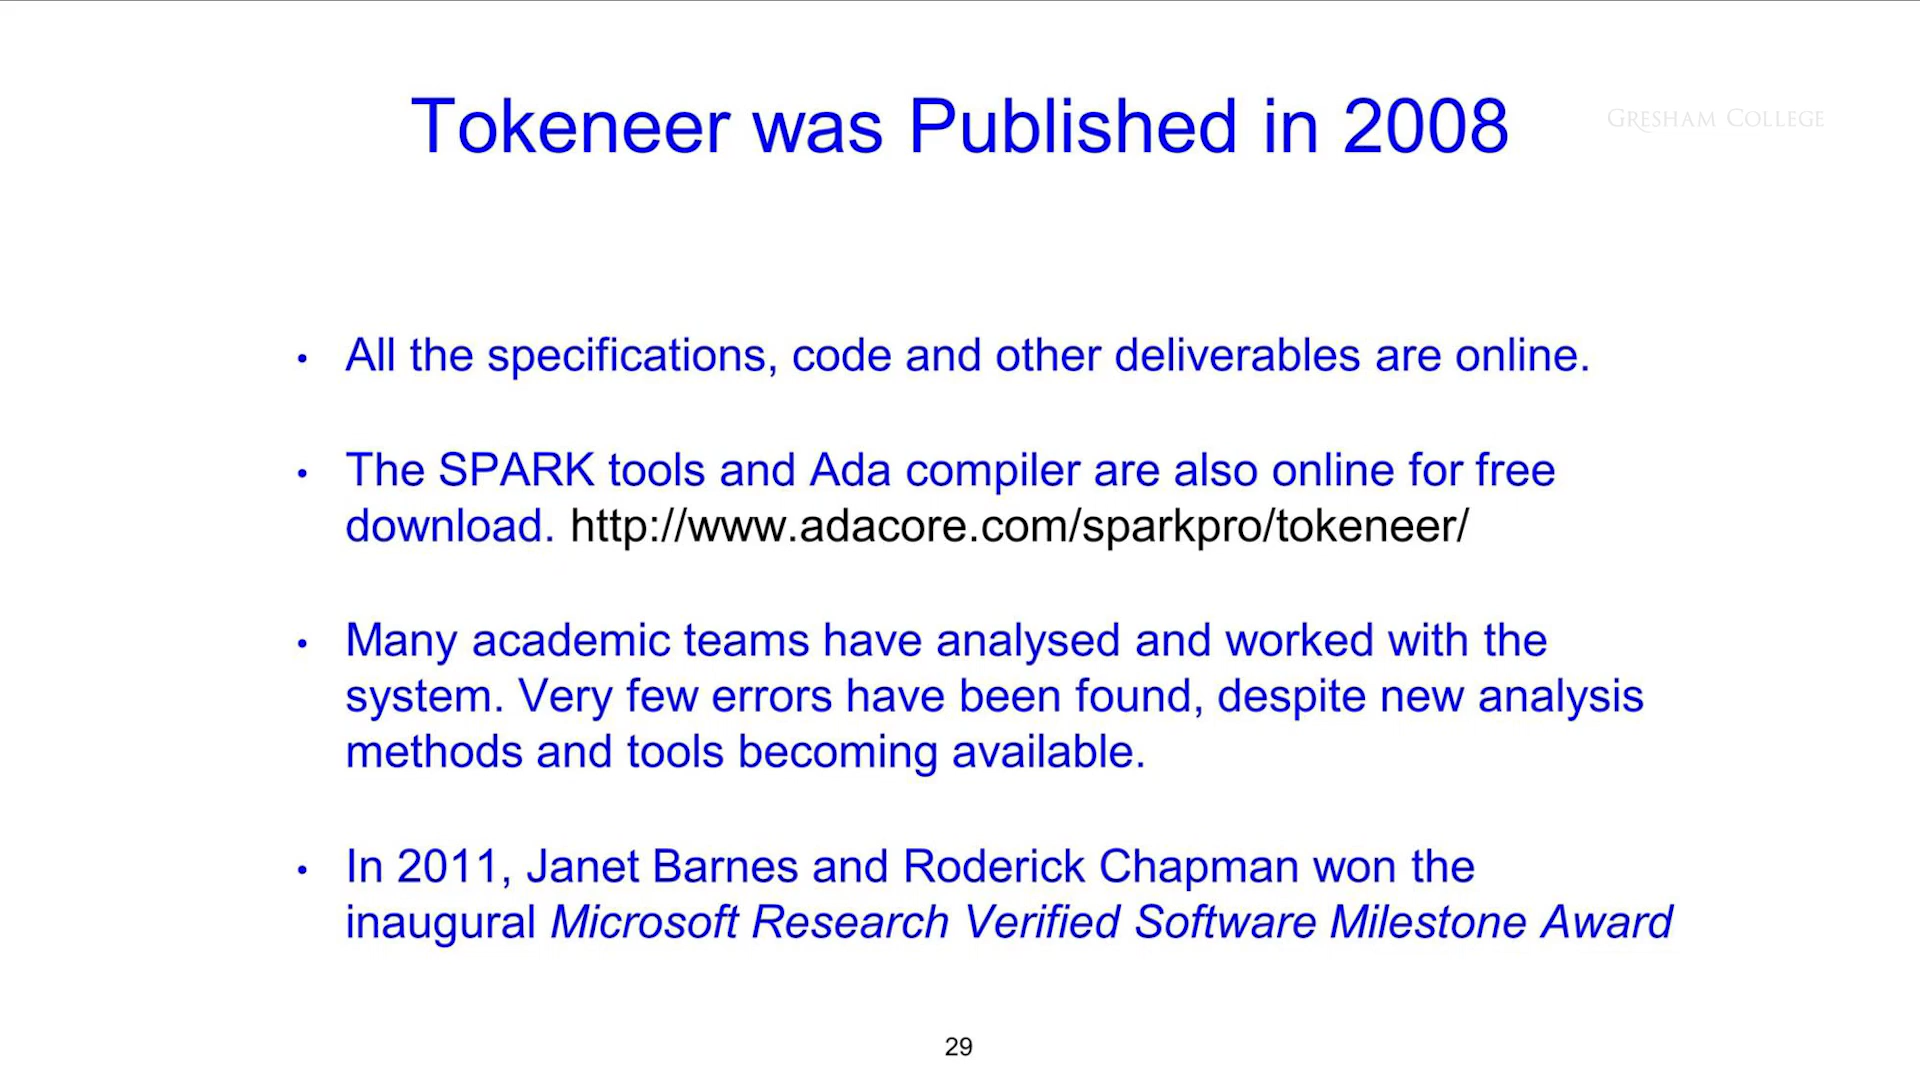 Tokeneer was Published in 2008
GRESHAM COLLEGE
• All the specifications, code and other deliverables are online.
• The SPARK tools and Ada compiler are also online for free
download. http://www.adacore.com/sparkpro/tokeneer/
• Many academic teams have analysed and worked with the
system. Very few errors have been found, despite new analysis
methods and tools becoming available.
• In 2011, Janet Barnes and Roderick Chapman won the
inaugural Microsoft Research Verified Software Milestone Award
29